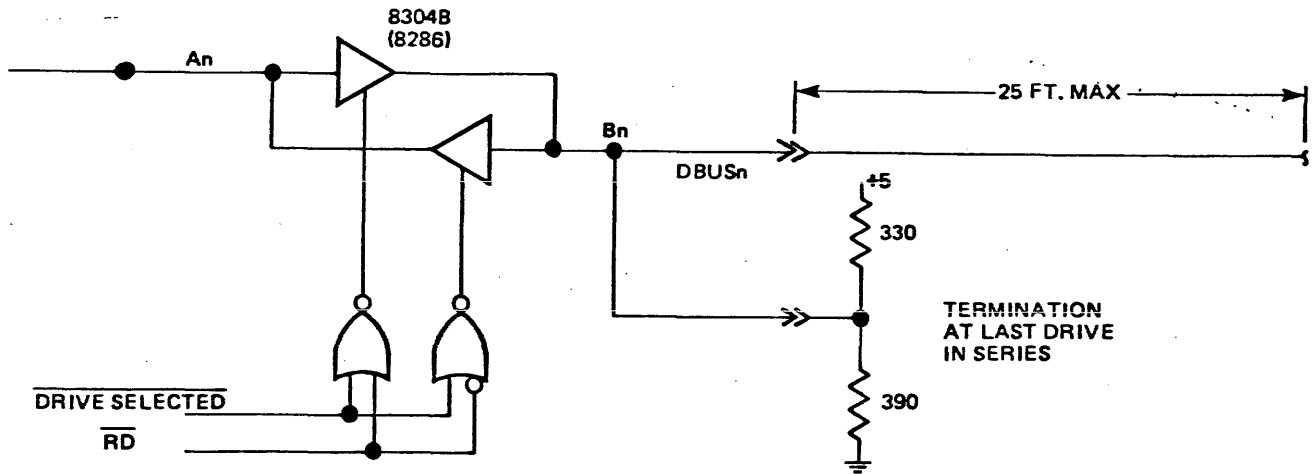 8304B
(8286)
An
25 FT. MAX
Bn
DBUSn
+5
330
TERMINATION
AT LAST DRIVE
IN SERIES
390
DRIVE SELECTED
RD